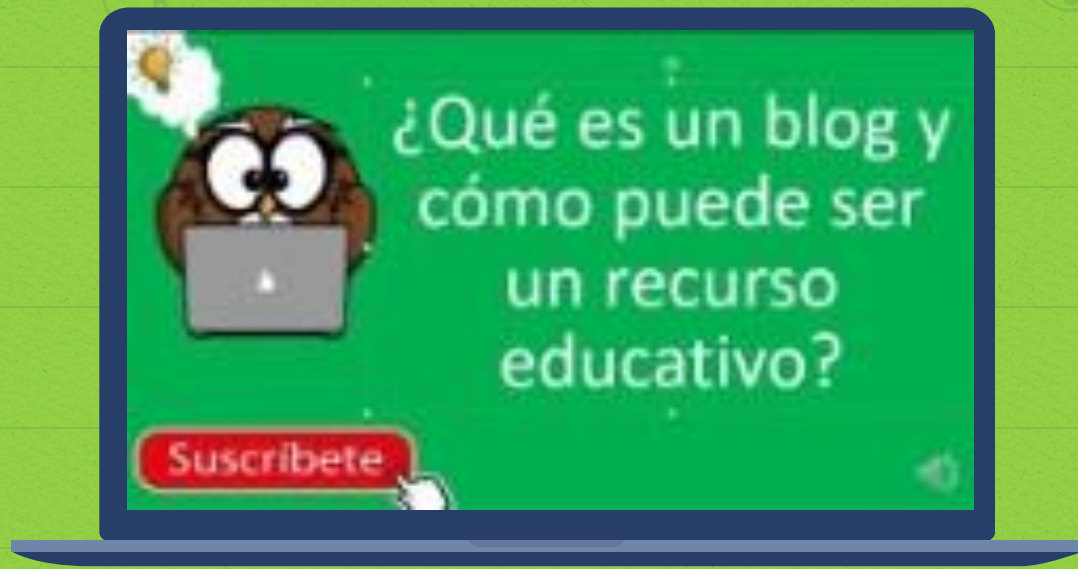 ¿Qué es un blog y
cómo puede ser
un recurso
educativo?
Suscríbete